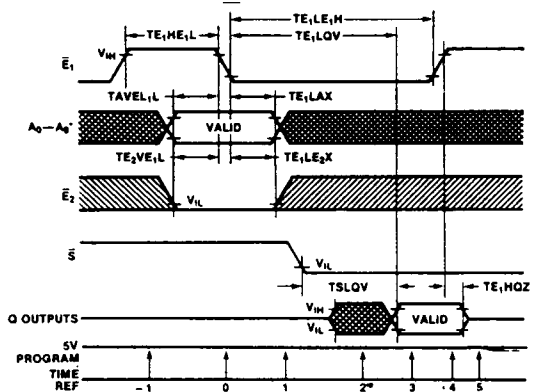 TE₁HE₁L
TE₁LE₁H
TE₁LQV
VIH
Ē₁
TAVEL₁L
TE₁LAX
A₀—A₈
VALID
TE₂VE₁L
TE₁LE₂X
Ē₂
VIL
S̄
VIL
TSLQV
TE₁HQZ
VIH
Q OUTPUTS
VALID
VIL
5V
PROGRAM
TIME
REF
-1 0 1 2 3 4 5